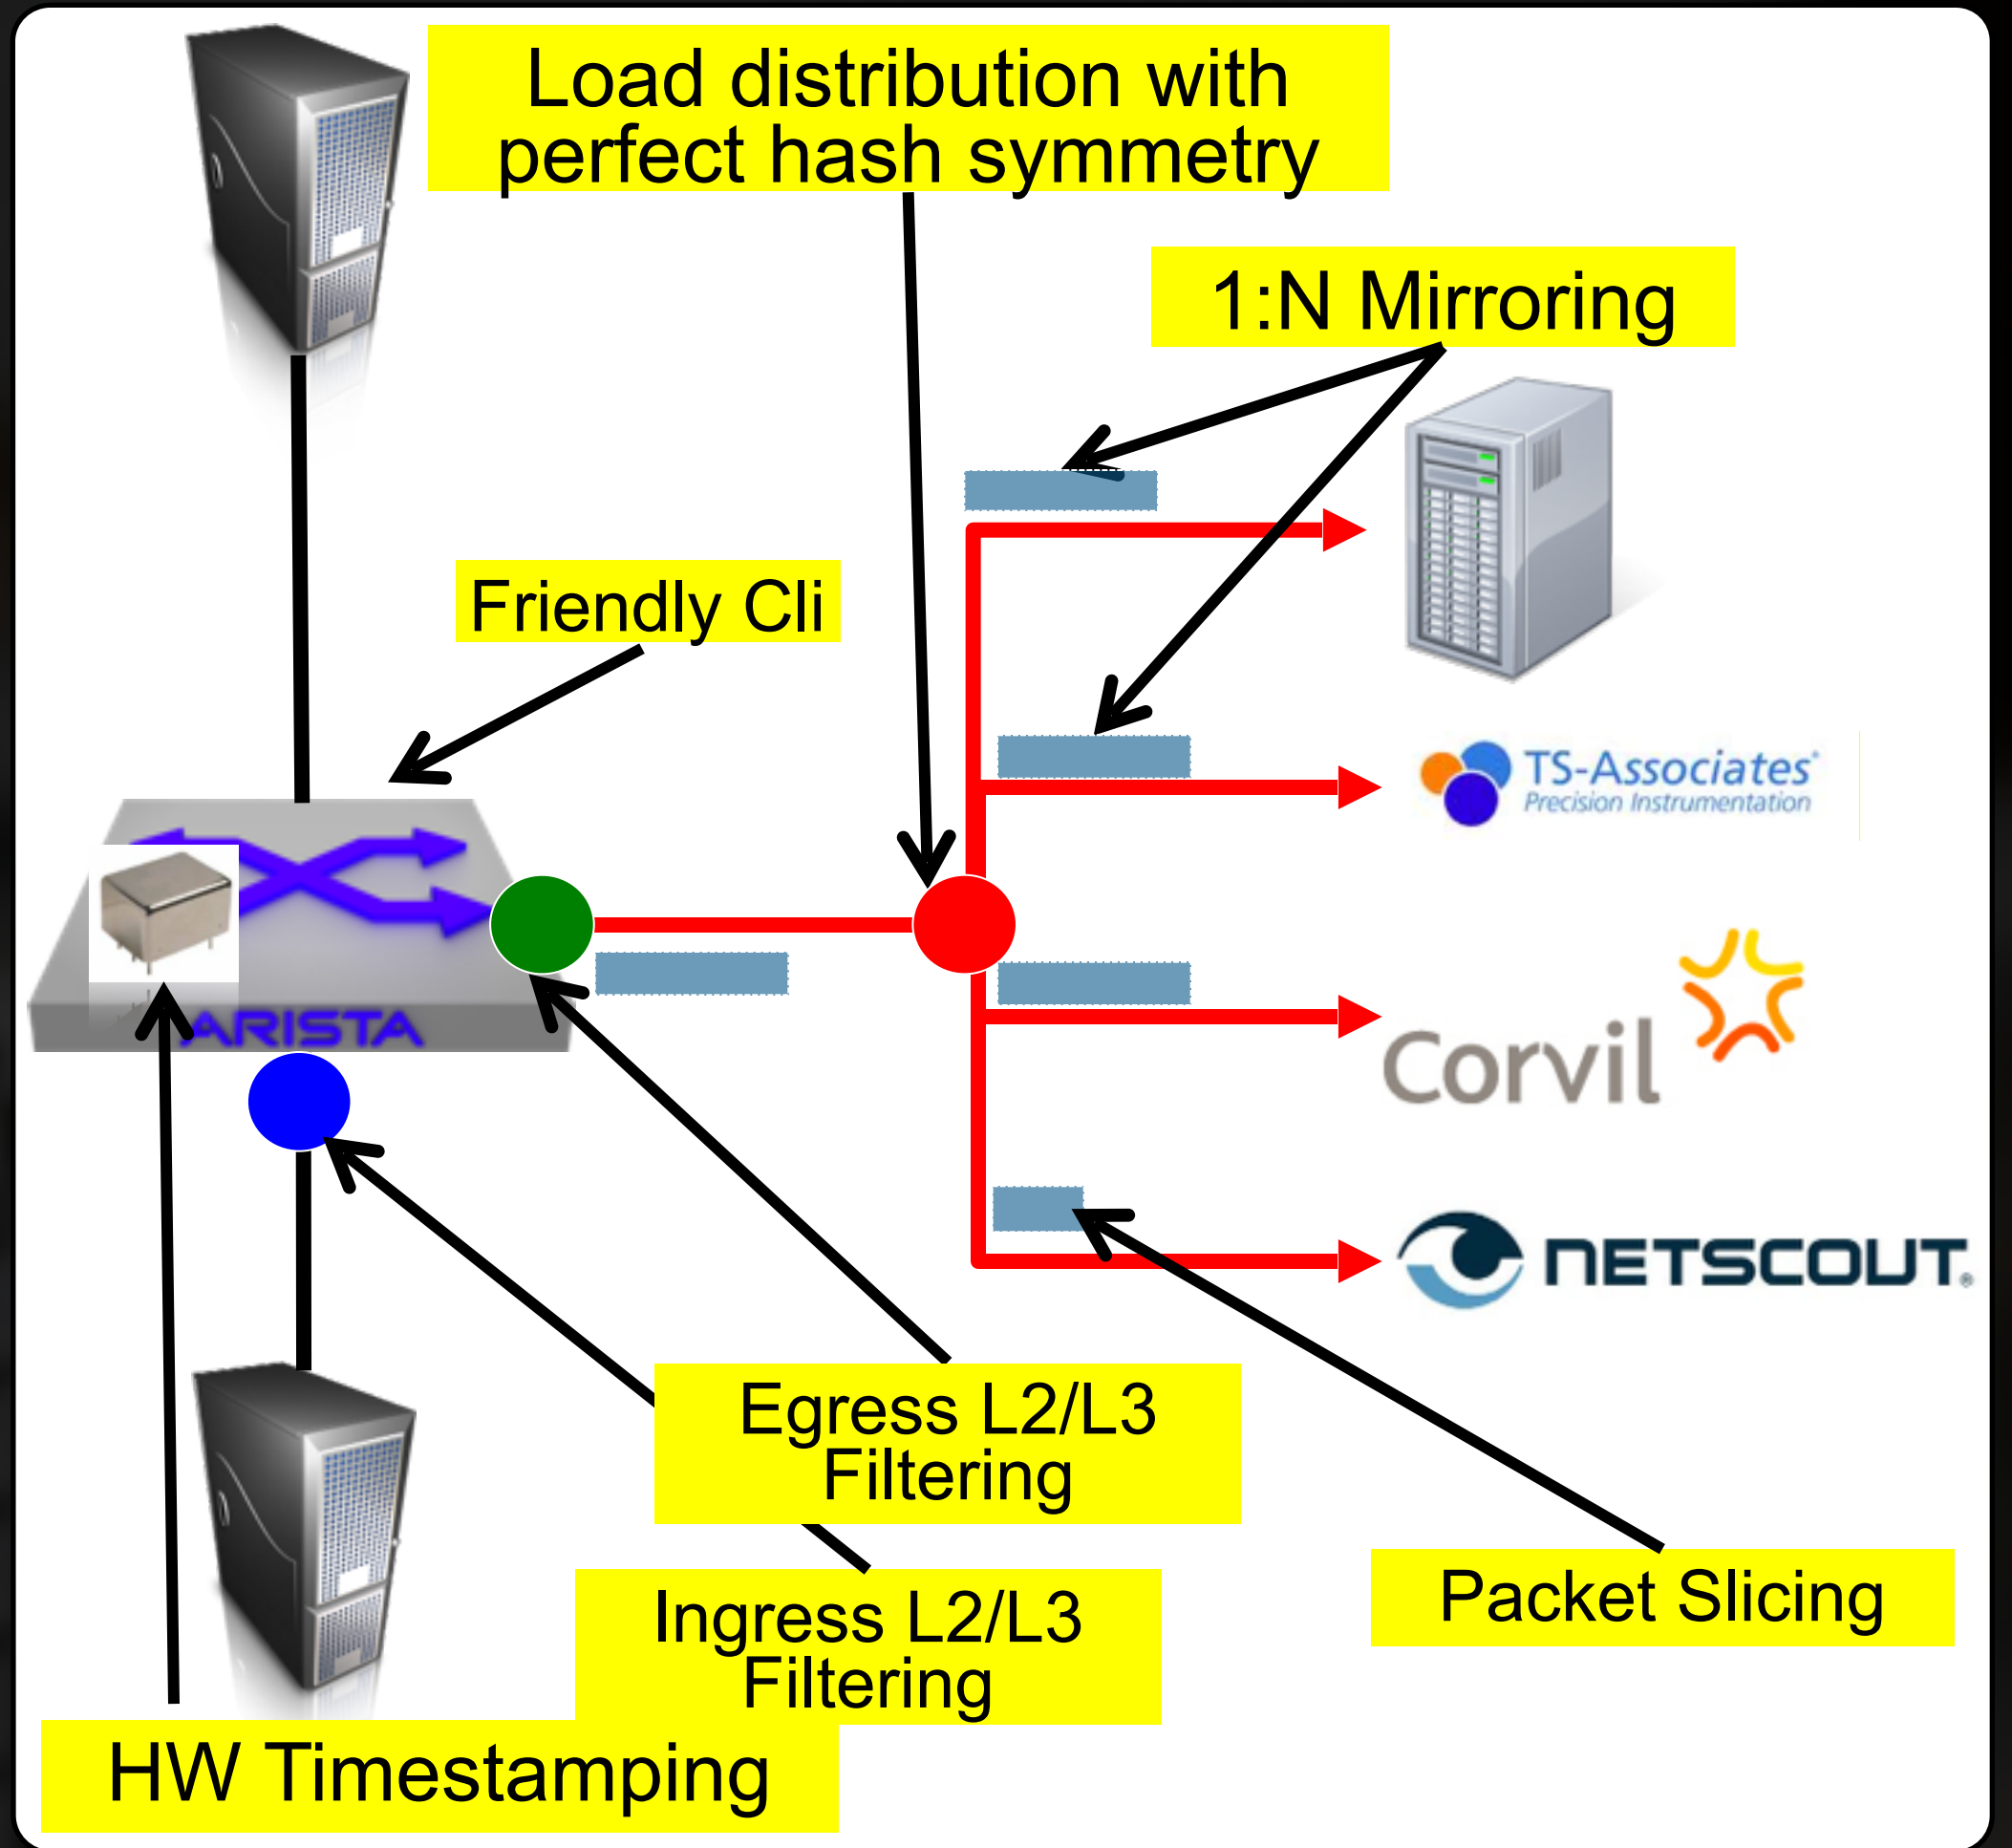 Load distribution with
perfect hash symmetry
1:N Mirroring
Friendly Cli
TS-Associates
Precision Instrumentation
ARISTA
Corvil
NETSCOUT®
Egress L2/L3
Filtering
Ingress L2/L3
Filtering
Packet Slicing
HW Timestamping